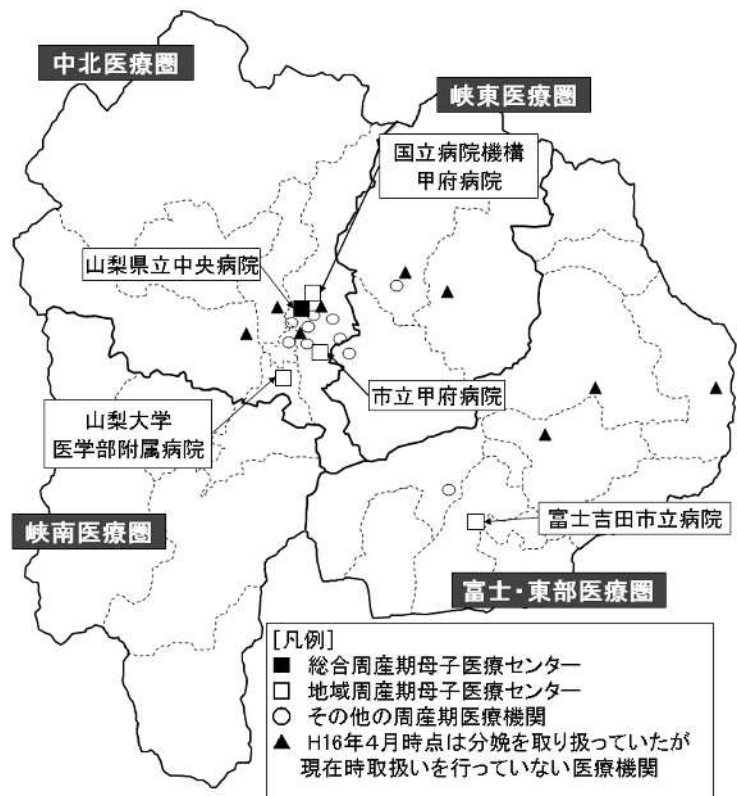 中北医療圏
峡東医療圏
国立病院機構
甲府病院
山梨県立中央病院
市立甲府病院
山梨大学
医学部附属病院
峡南医療圏
富士吉田市立病院
富士・東部医療圏
[凡例]
■ 総合周産期母子医療センター
□ 地域周産期母子医療センター
○ その他の周産期医療機関
▲ H16年4月時点は分娩を取り扱っていたが
現在時取扱いを行っていない医療機関